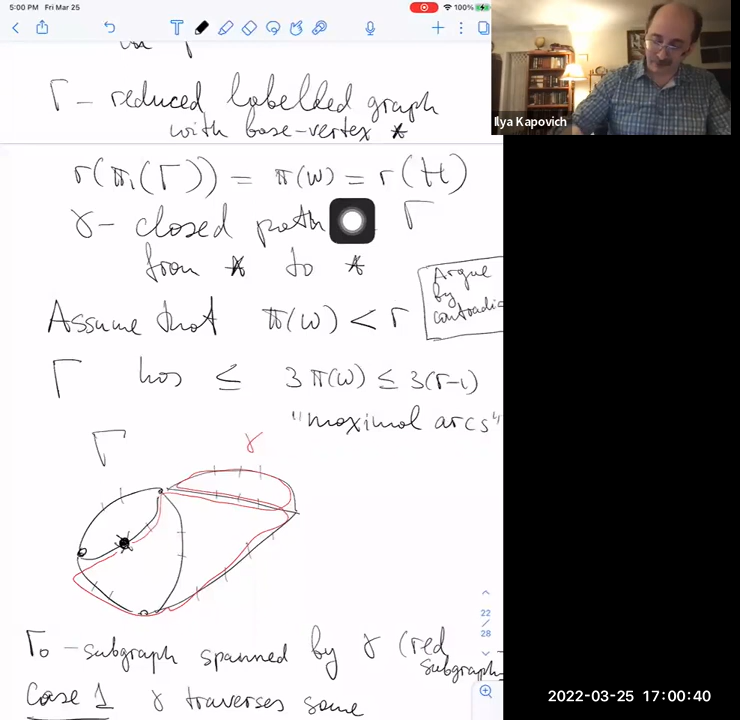 5:00 PM Fri Mar 25
100%
Γ - reduced labelled graph
with base-vertex *
r(π₁(Γ)) = π(w) = r(H)
γ - closed path Γ
from * to *
Argue
by
contradic
Assume that π(w) < r
Γ has ≤ 3π(w) ≤ 3(r-1)
"maximal arcs"
Γ γ
22
/
28
Γ₀ - subgraph spanned by γ (red
subgraph
Case 1 γ traverses some
Ilya Kapovich
2022-03-25 17:00:40